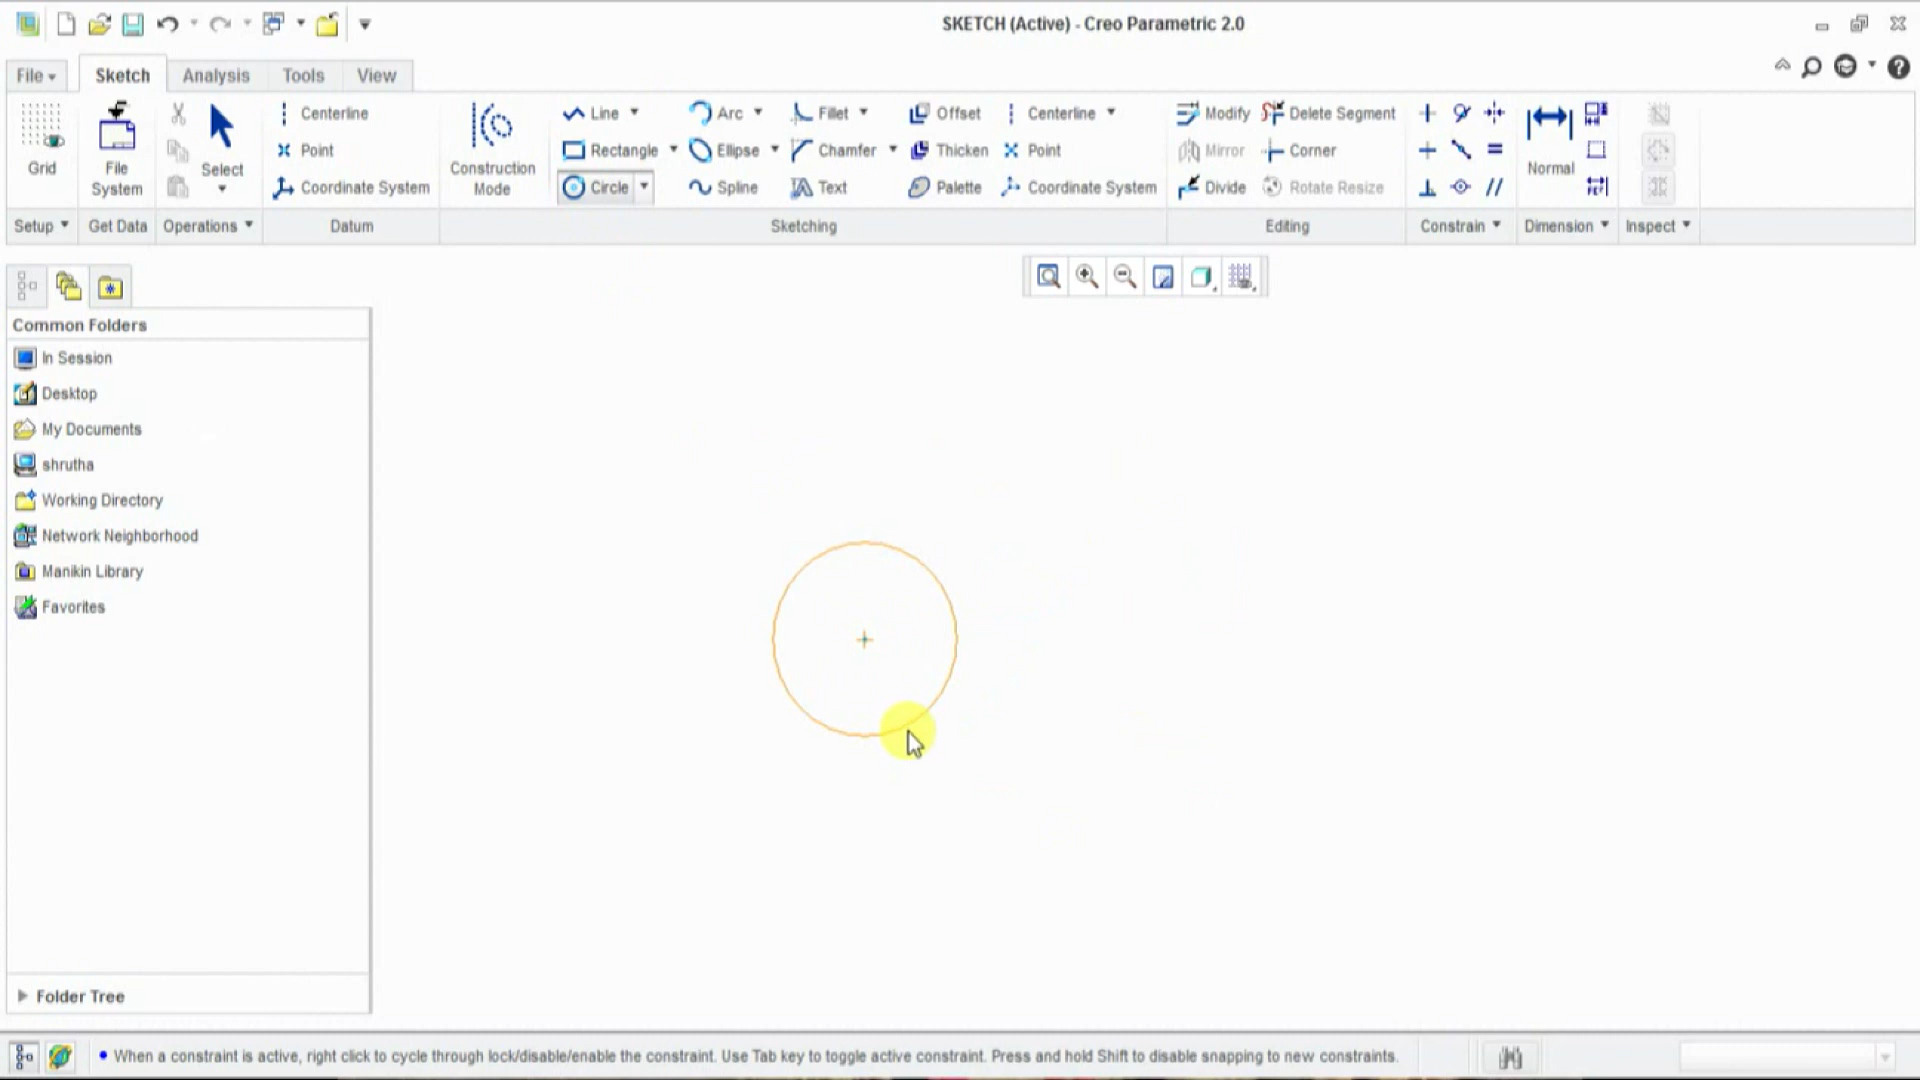 SKETCH (Active) - Creo Parametric 2.0
File Sketch Analysis Tools View
Grid
File System
Select
Centerline
Point
Coordinate System
Construction Mode
Line Arc Fillet Offset Centerline
Rectangle Ellipse Chamfer Thicken Point
Circle Spline Text Palette Coordinate System
Modify Delete Segment
Mirror Corner
Divide Rotate Resize
Normal
Setup Get Data Operations Datum Sketching Editing Constrain Dimension Inspect
Common Folders
In Session
Desktop
My Documents
shrutha
Working Directory
Network Neighborhood
Manikin Library
Favorites
Folder Tree
When a constraint is active, right click to cycle through lock/disable/enable the constraint. Use Tab key to toggle active constraint. Press and hold Shift to disable snapping to new constraints.